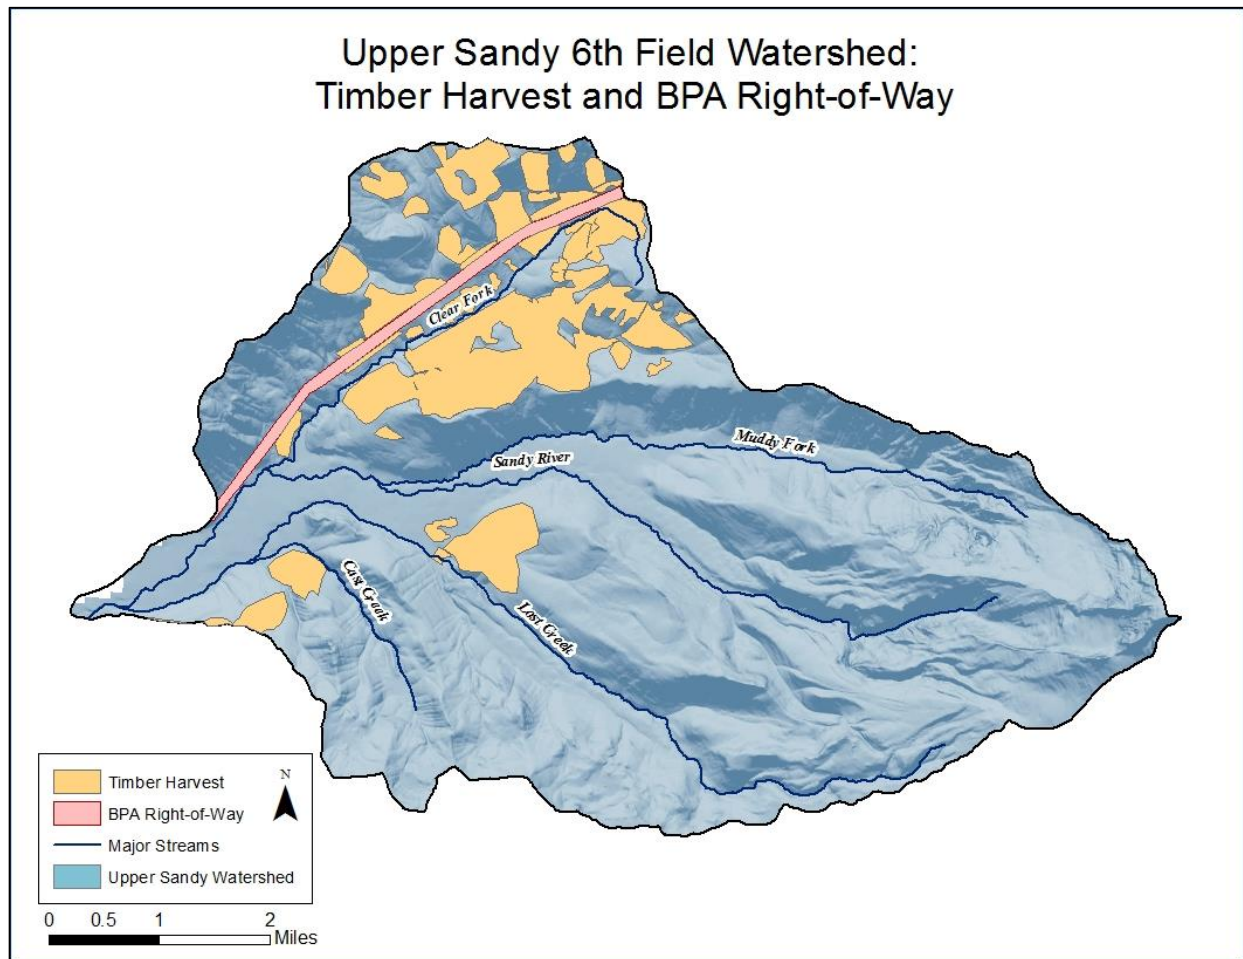 Upper Sandy 6th Field Watershed:
Timber Harvest and BPA Right-of-Way
Clear Fork
Muddy Fork
Sandy River
Cast Creek
Lost Creek
Timber Harvest
N
BPA Right-of-Way
Major Streams
Upper Sandy Watershed
0 0.5 1 2
Miles